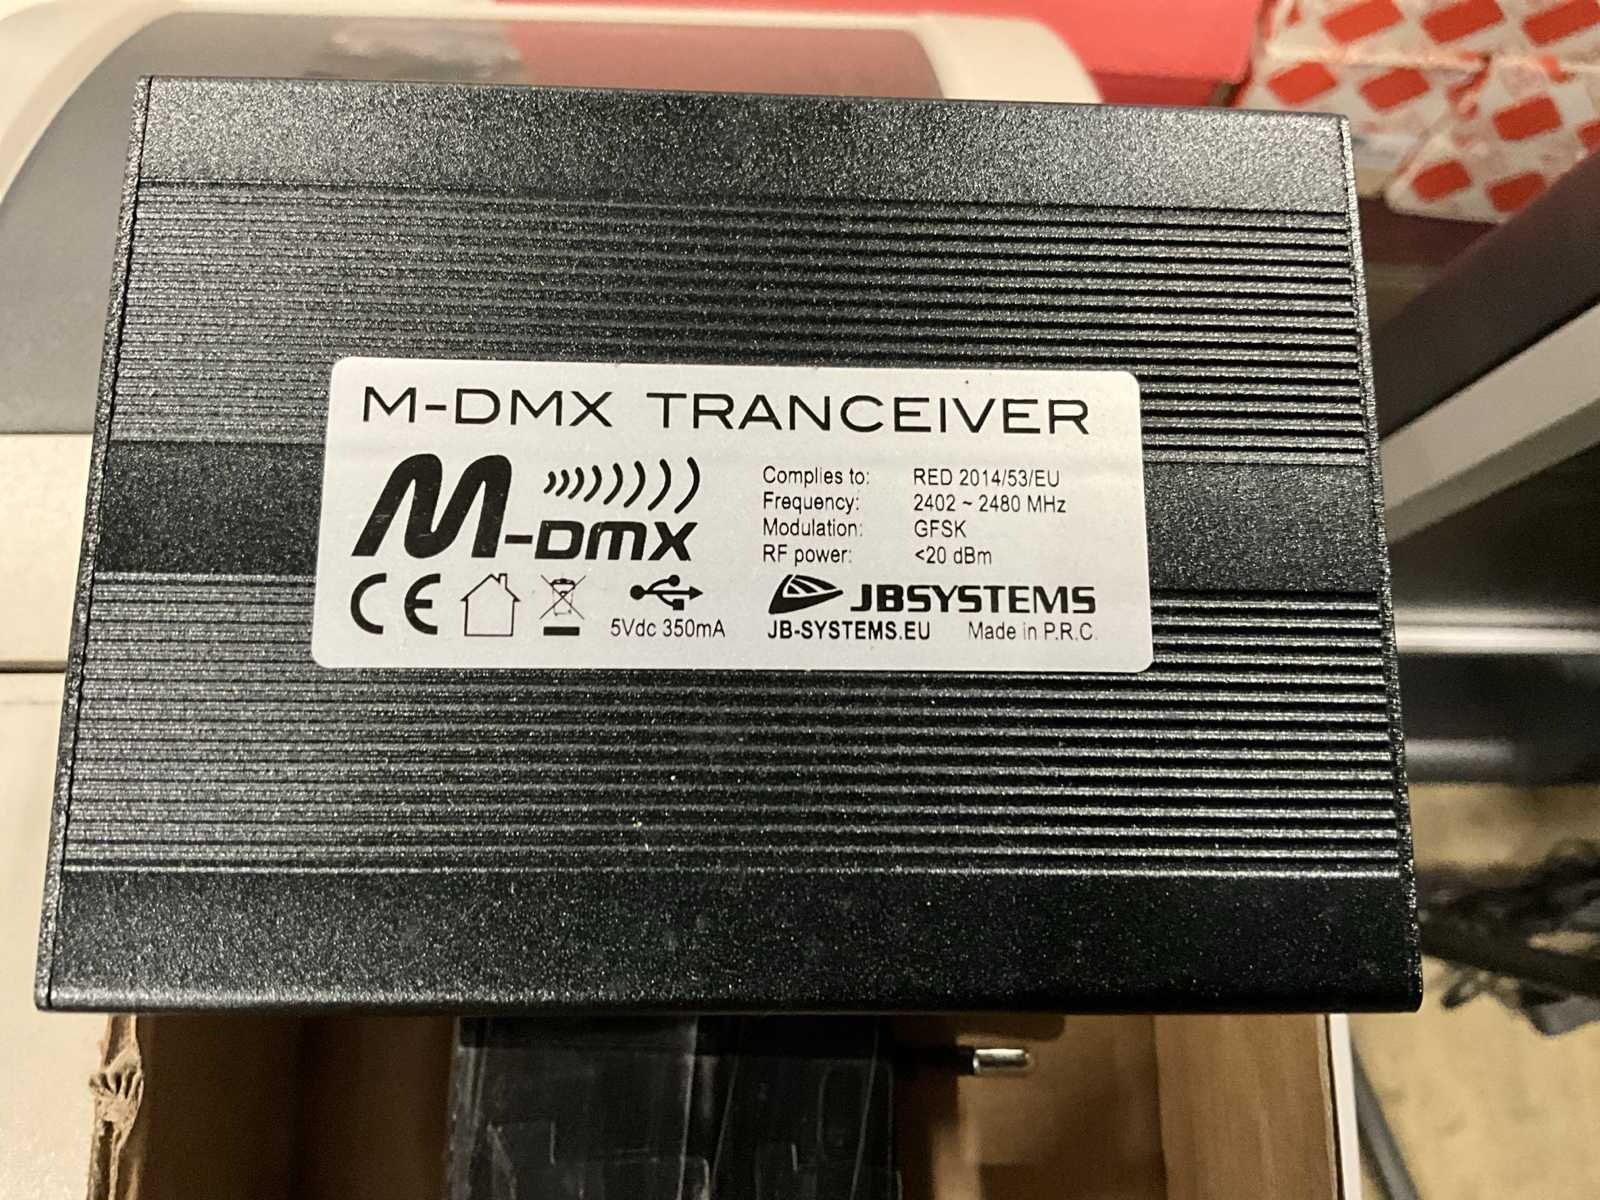 M-DMX TRANCEIVER
M-DMX
Complies to: RED 2014/53/EU
Frequency: 2402 ~ 2480 MHz
Modulation: GFSK
RF power: <20 dBm
CE
5Vdc 350mA
JBSYSTEMS
JB-SYSTEMS.EU Made in P.R.C.